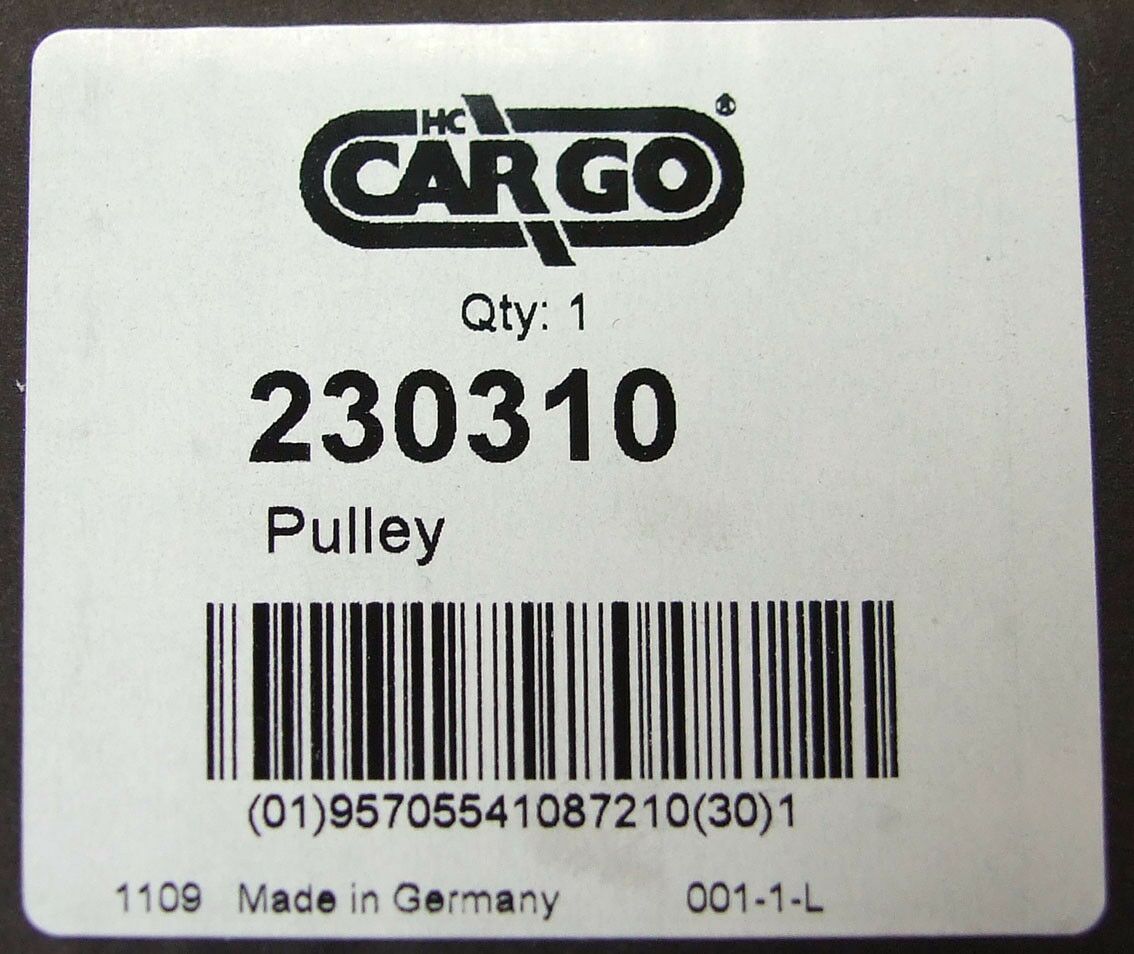 HC
CARGO®
Qty: 1
230310
Pulley
(01)95705541087210(30)1
1109 Made in Germany 001-1-L